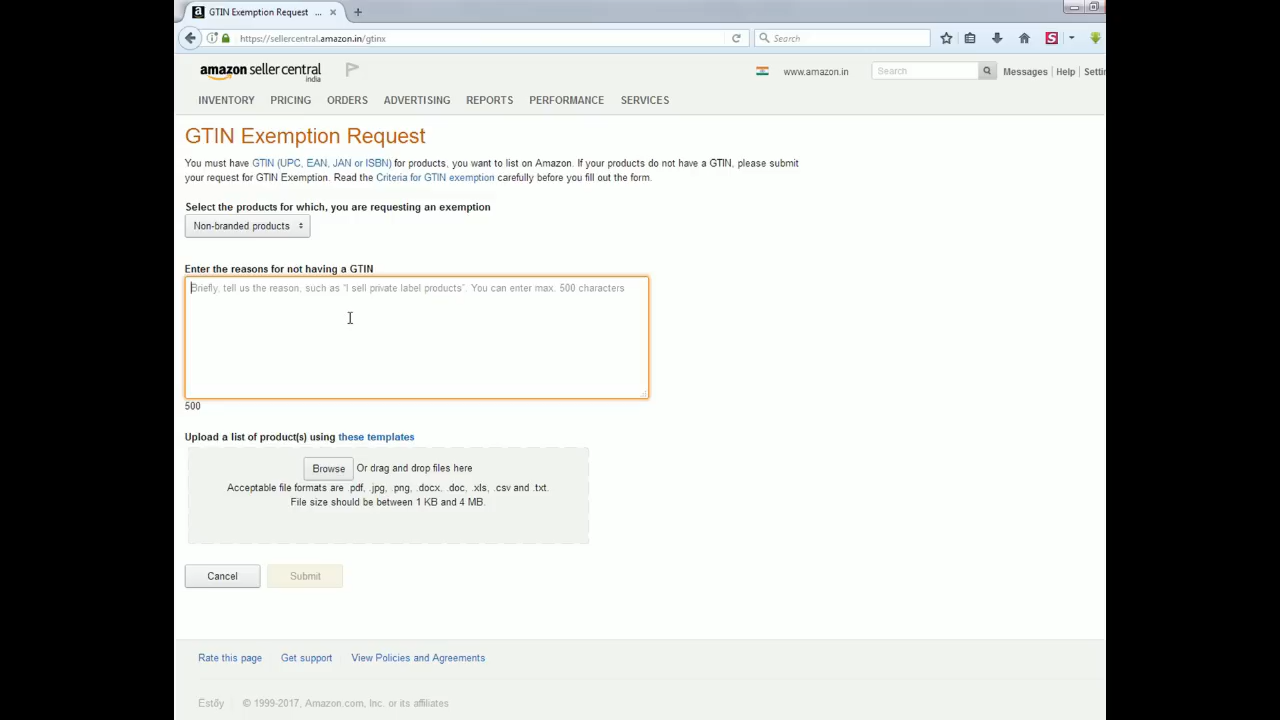 GTIN Exemption Request ...
https://sellercentral.amazon.in/gtinx
Search
amazon seller central
india
www.amazon.in
Search
Messages | Help | Settin
INVENTORY PRICING ORDERS ADVERTISING REPORTS PERFORMANCE SERVICES
GTIN Exemption Request
You must have GTIN (UPC, EAN, JAN or ISBN) for products, you want to list on Amazon. If your products do not have a GTIN, please submit
your request for GTIN Exemption. Read the Criteria for GTIN exemption carefully before you fill out the form.
Select the products for which, you are requesting an exemption
Non-branded products
Enter the reasons for not having a GTIN
Briefly, tell us the reason, such as "I sell private label products". You can enter max. 500 characters
500
Upload a list of product(s) using these templates
Browse Or drag and drop files here
Acceptable file formats are .pdf, .jpg, .png, .docx, .doc, .xls, .csv and .txt.
File size should be between 1 KB and 4 MB.
Cancel Submit
Rate this page Get support View Policies and Agreements
Estőy © 1999-2017, Amazon.com, Inc. or its affiliates